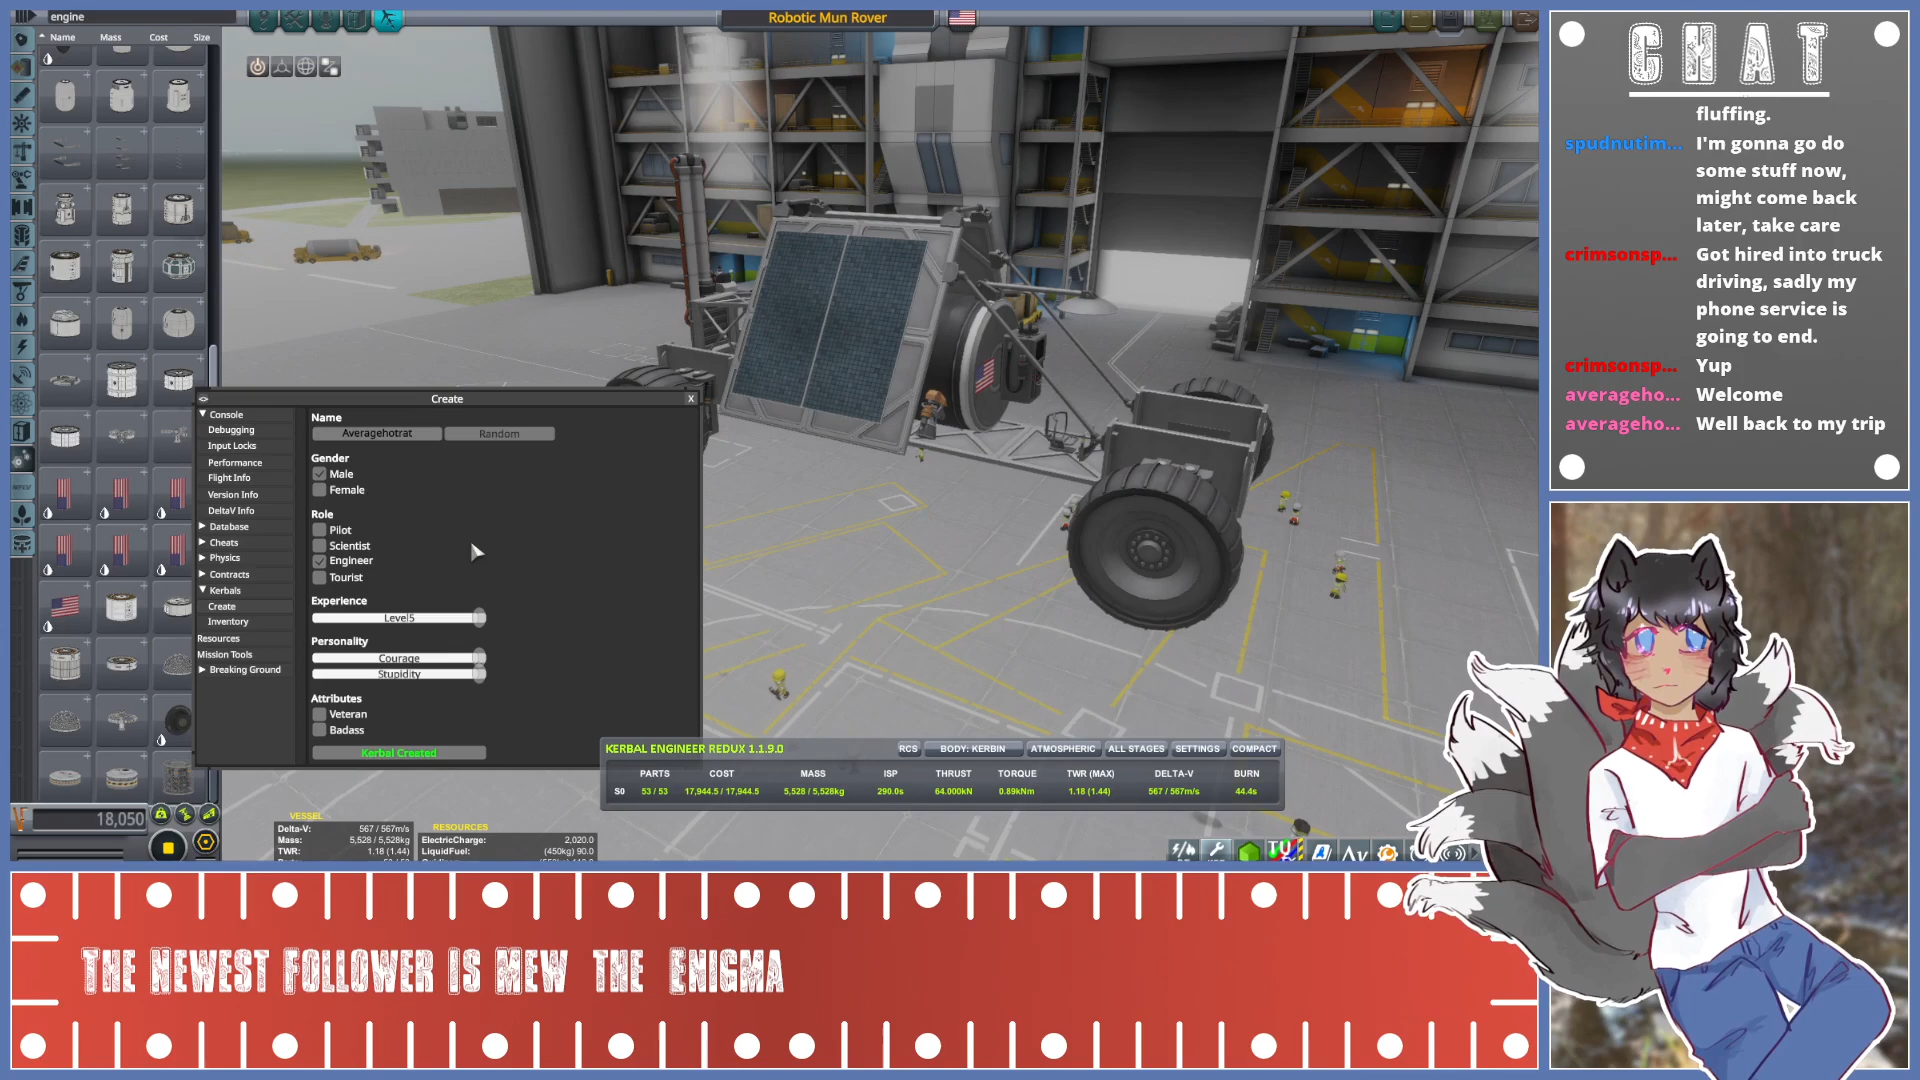 engine
Robotic Mun Rover
Name Mass Cost Size
Create
X
Console
Debugging
Input Locks
Performance
Flight Info
Version Info
DeltaV Info
Database
Cheats
Physics
Contracts
Kerbals
Create
Inventory
Resources
Mission Tools
Breaking Ground
Name
Averagehotrat Random
Gender
Male
Female
Role
Pilot
Scientist
Engineer
Tourist
Experience
Level5
Personality
Courage
Stupidity
Attributes
Veteran
Badass
Kerbal Created
KERBAL ENGINEER REDUX 1.1.9.0 RCS BODY: KERBIN ATMOSPHERIC ALL STAGES SETTINGS COMPACT
PARTS COST MASS ISP THRUST TORQUE TWR (MAX) DELTA-V BURN
S0 53 / 53 17,944.5 / 17,944.5 5,528 / 5,528kg 290.0s 64.000kN 0.89kNm 1.18 (1.44) 567 / 567m/s 44.4s
18,050
VESSEL
Delta-V: 567 / 567m/s
Mass: 5,528 / 5,528kg
TWR: 1.18 (1.44)
RESOURCES
ElectricCharge: 2,020.0
LiquidFuel: (450kg) 90.0
CHAT
fluffing.
spudnutim... I'm gonna go do
some stuff now,
might come back
later, take care
crimsonsp... Got hired into truck
driving, sadly my
phone service is
going to end.
crimsonsp... Yup
averageho... Welcome
averageho... Well back to my trip
The Newest Follower is Mew the Enigma